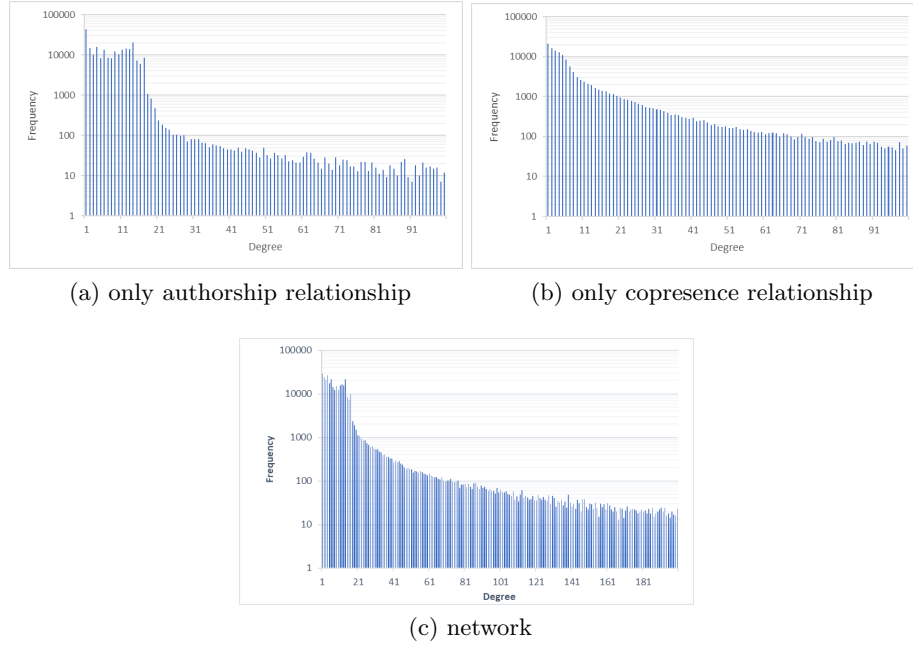 100000
10000
1000
100
10
1
Frequency
1 11 21 31 41 51 61 71 81 91
Degree
(a) only authorship relationship
100000
10000
1000
100
10
1
Frequency
1 11 21 31 41 51 61 71 81 91
Degree
(b) only copresence relationship
100000
10000
1000
100
10
1
Frequency
1 21 41 61 81 101 121 141 161 181
Degree
(c) network